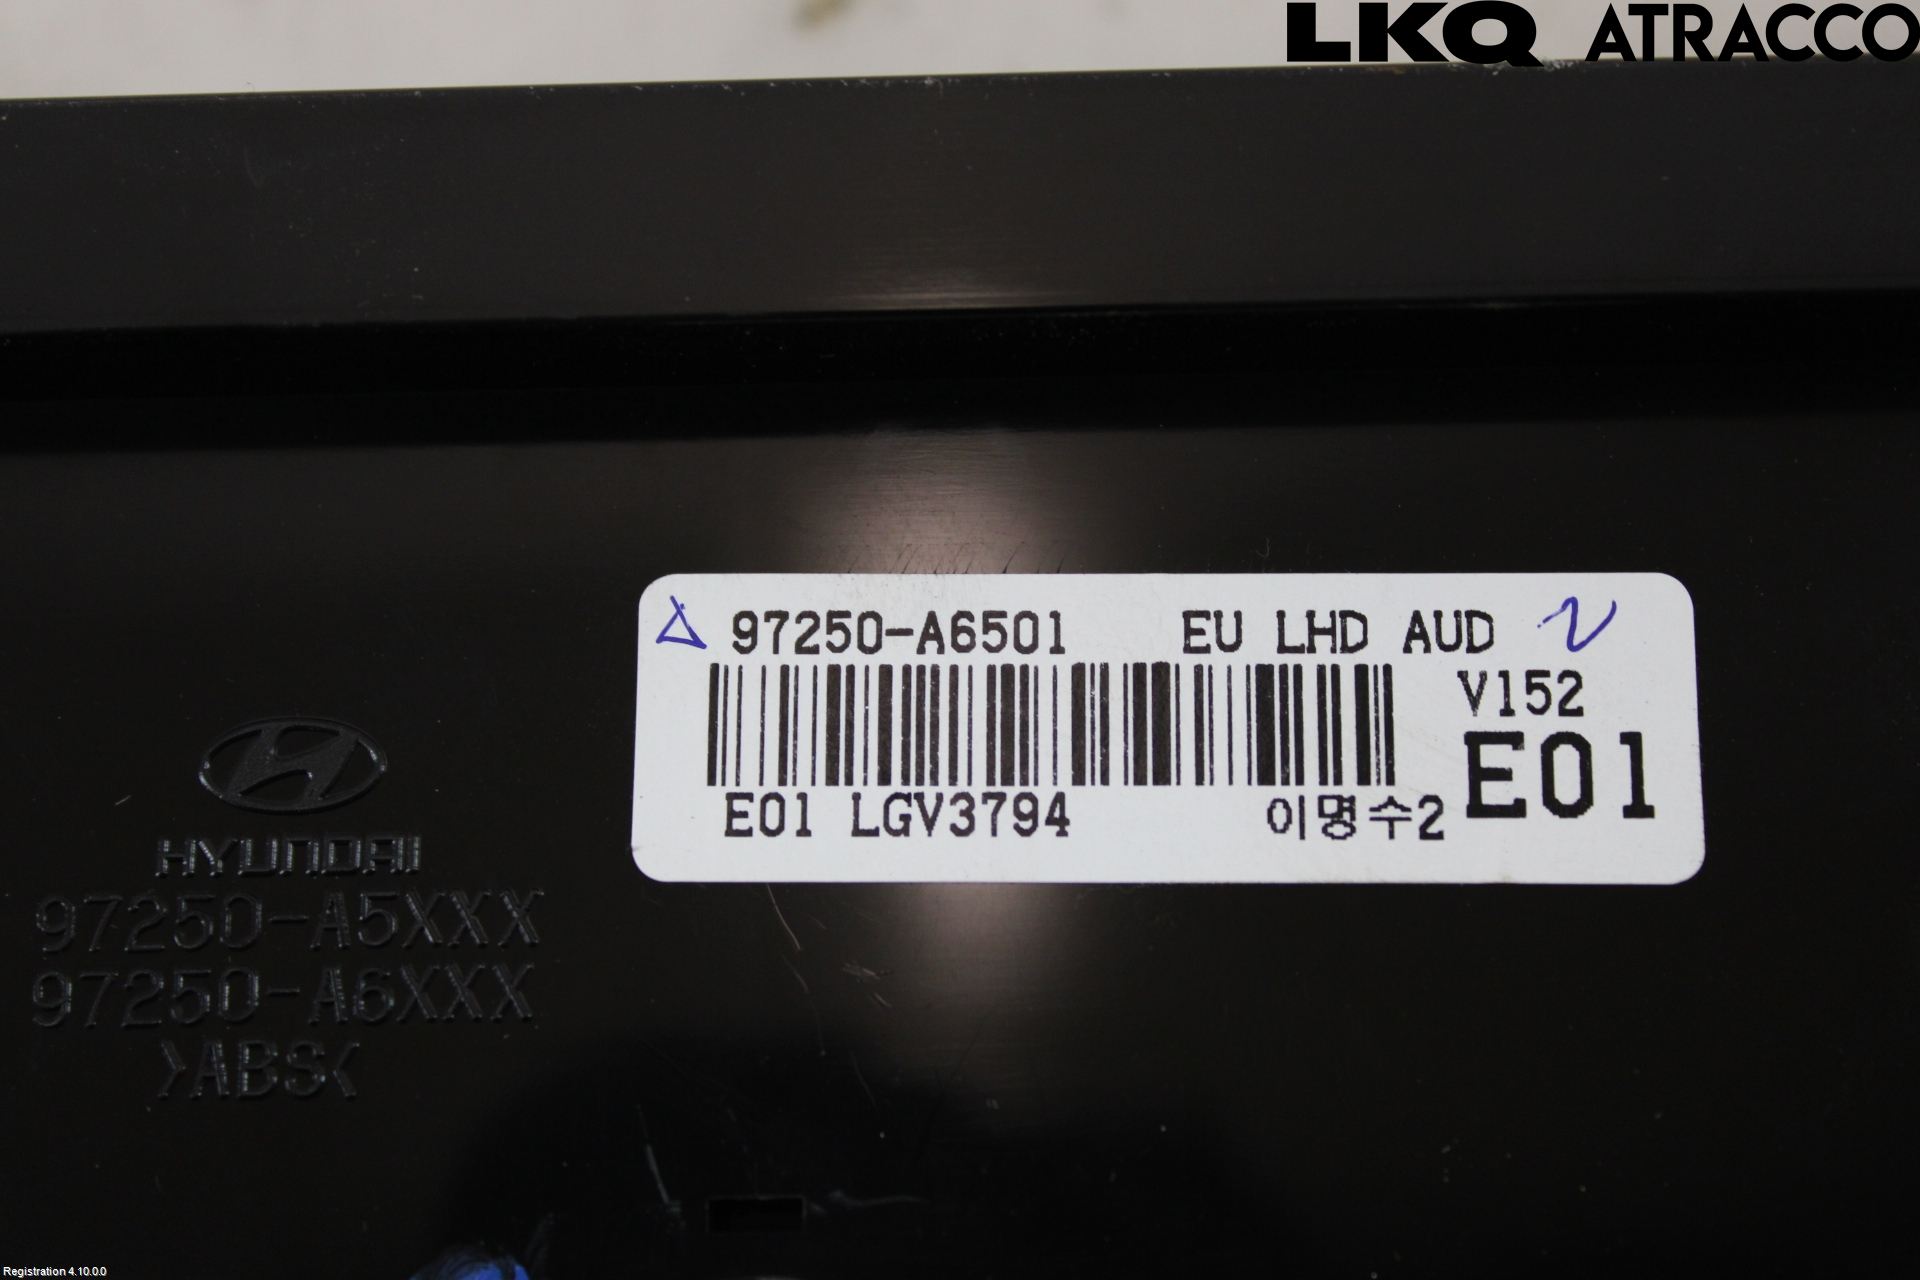 LKQ ATRACCO
97250-A6501 EU LHD AUD 2
V152
E01
E01 LGV3794 이명수2
HYUNDAI
97250-A5XXX
97250-A6XXX
>ABS<
Registration 4.10.0.0